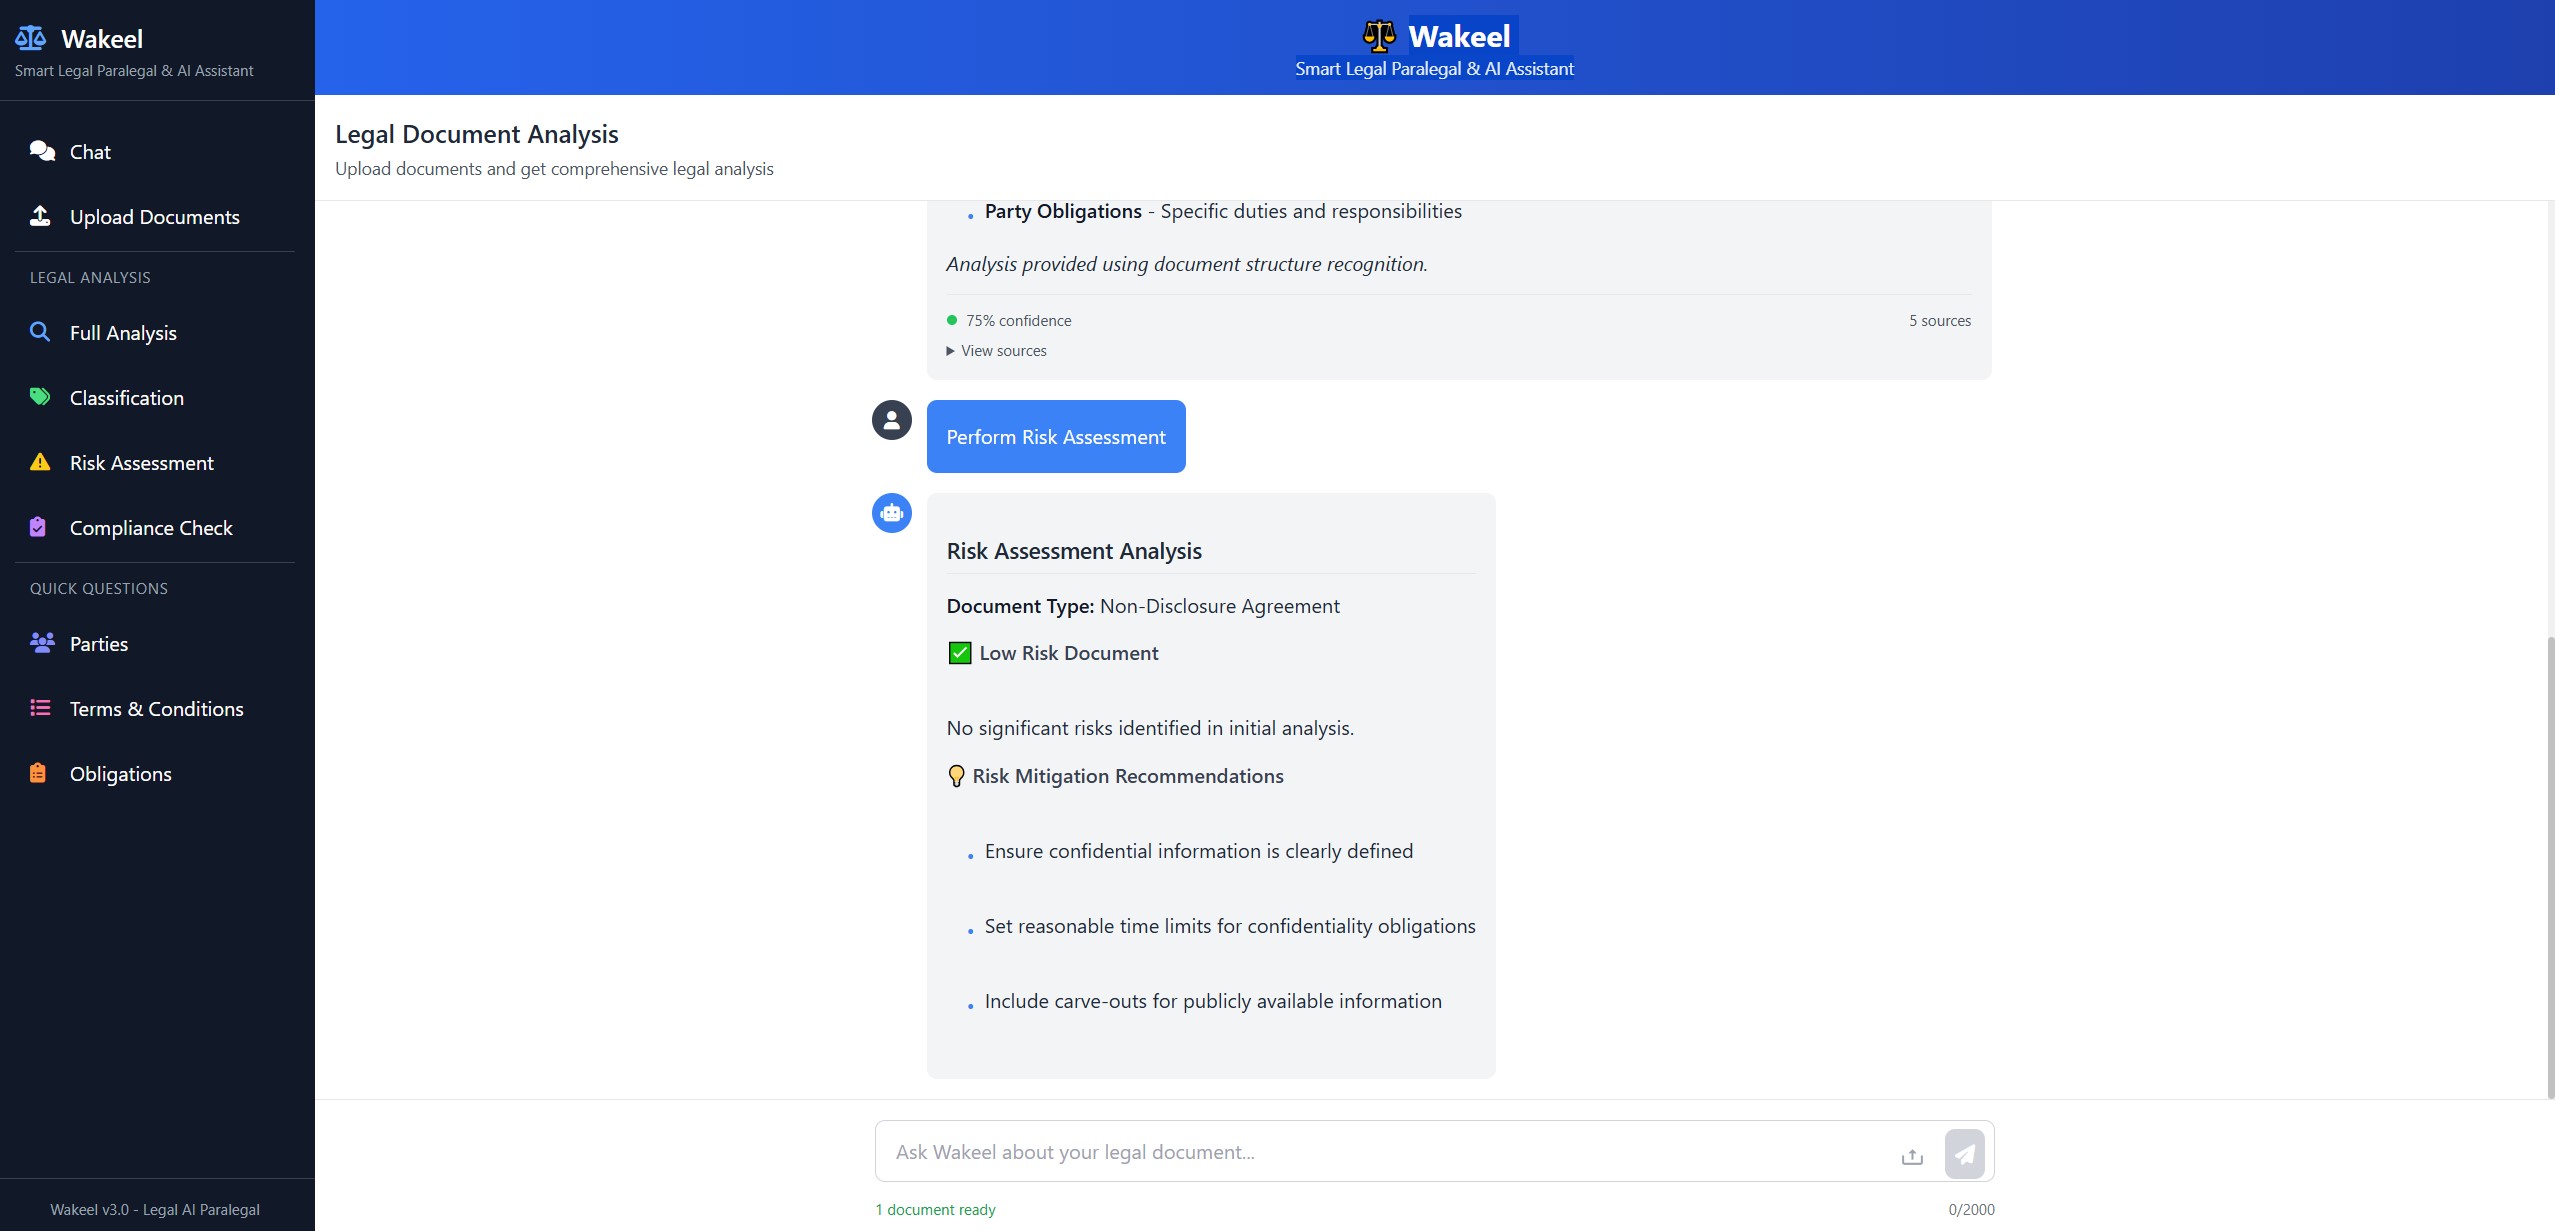 Wakeel
Smart Legal Paralegal & AI Assistant
Chat
Upload Documents
LEGAL ANALYSIS
Full Analysis
Classification
Risk Assessment
Compliance Check
QUICK QUESTIONS
Parties
Terms & Conditions
Obligations
Wakeel v3.0 - Legal AI Paralegal
Wakeel
Smart Legal Paralegal & AI Assistant
Legal Document Analysis
Upload documents and get comprehensive legal analysis
• Party Obligations - Specific duties and responsibilities
Analysis provided using document structure recognition.
75% confidence
5 sources
View sources
Perform Risk Assessment
Risk Assessment Analysis
Document Type: Non-Disclosure Agreement
Low Risk Document
No significant risks identified in initial analysis.
Risk Mitigation Recommendations
• Ensure confidential information is clearly defined
• Set reasonable time limits for confidentiality obligations
• Include carve-outs for publicly available information
Ask Wakeel about your legal document...
1 document ready
0/2000